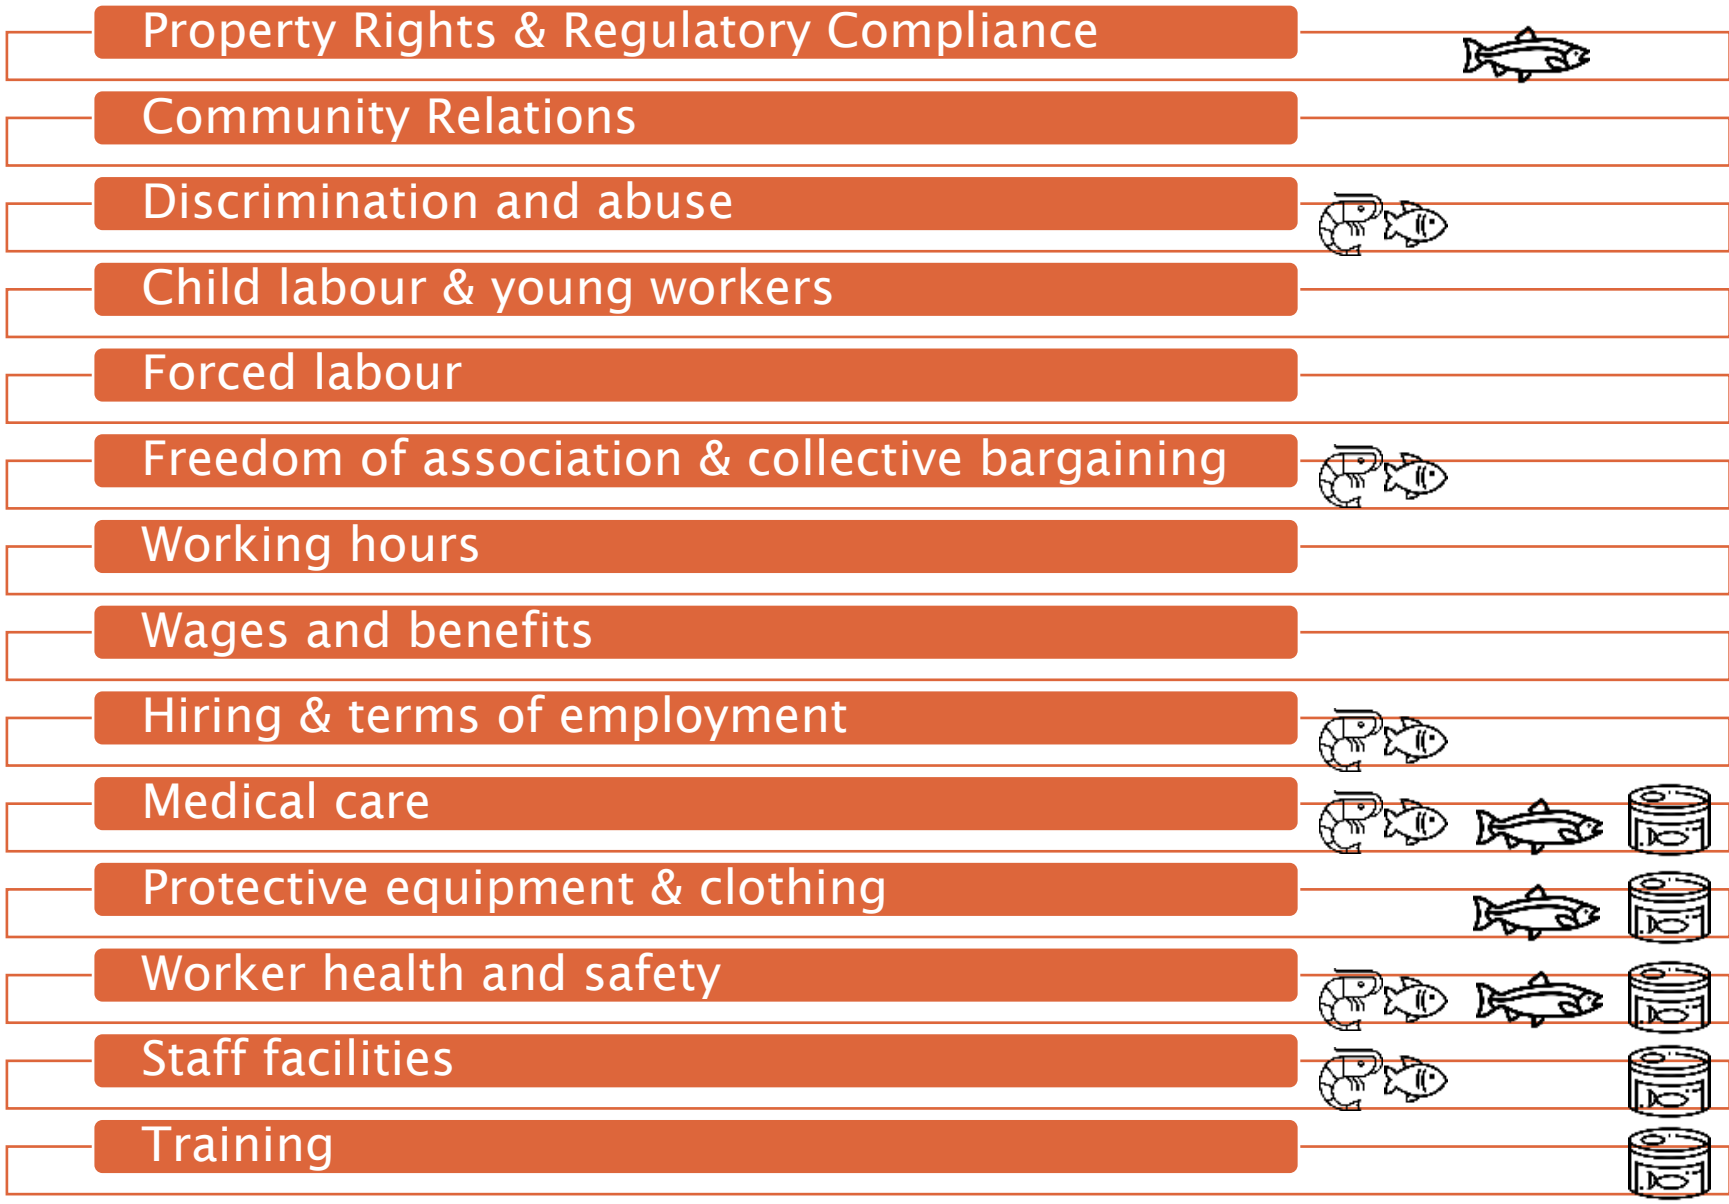 Property Rights & Regulatory Compliance
Community Relations
Discrimination and abuse
Child labour & young workers
Forced labour
Freedom of association & collective bargaining
Working hours
Wages and benefits
Hiring & terms of employment
Medical care
Protective equipment & clothing
Worker health and safety
Staff facilities
Training